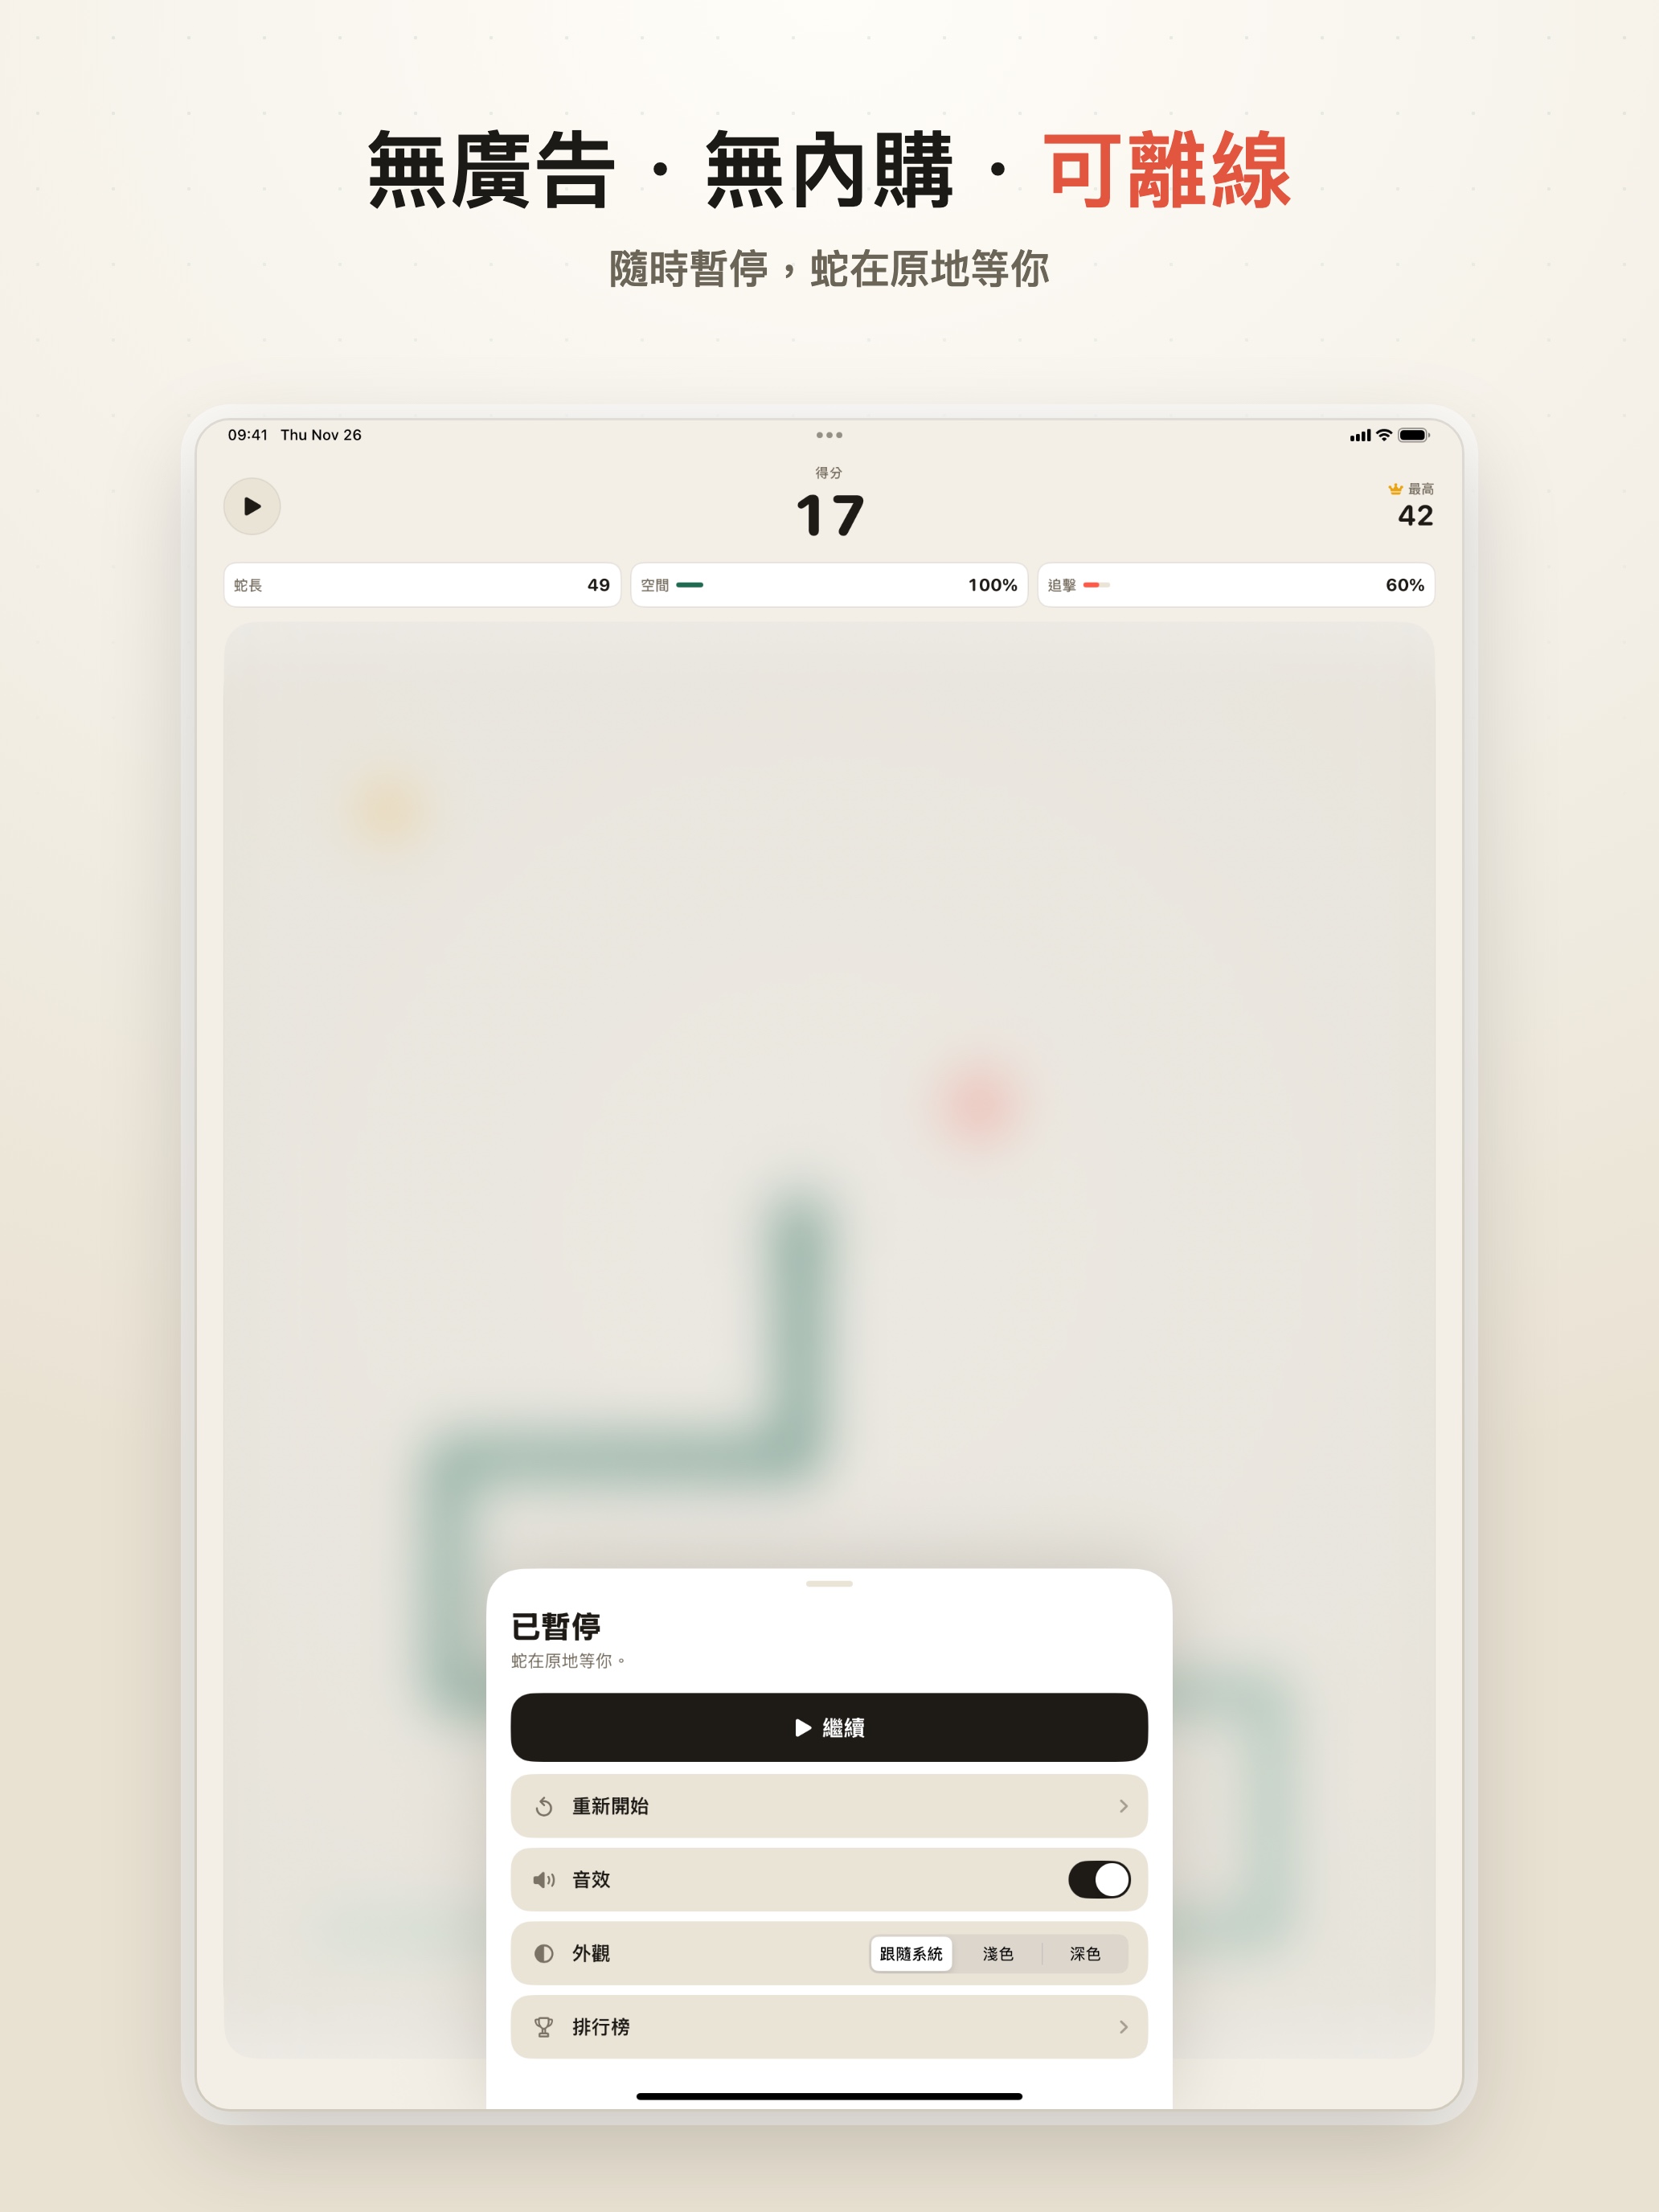 無廣告 · 無內購 · 可離線
隨時暫停，蛇在原地等你
09:41 Thu Nov 26
得分
17
最高
42
蛇長 49
空間 100%
追擊 60%
已暫停
蛇在原地等你。
繼續
重新開始
音效
外觀 跟隨系統 淺色 深色
排行榜